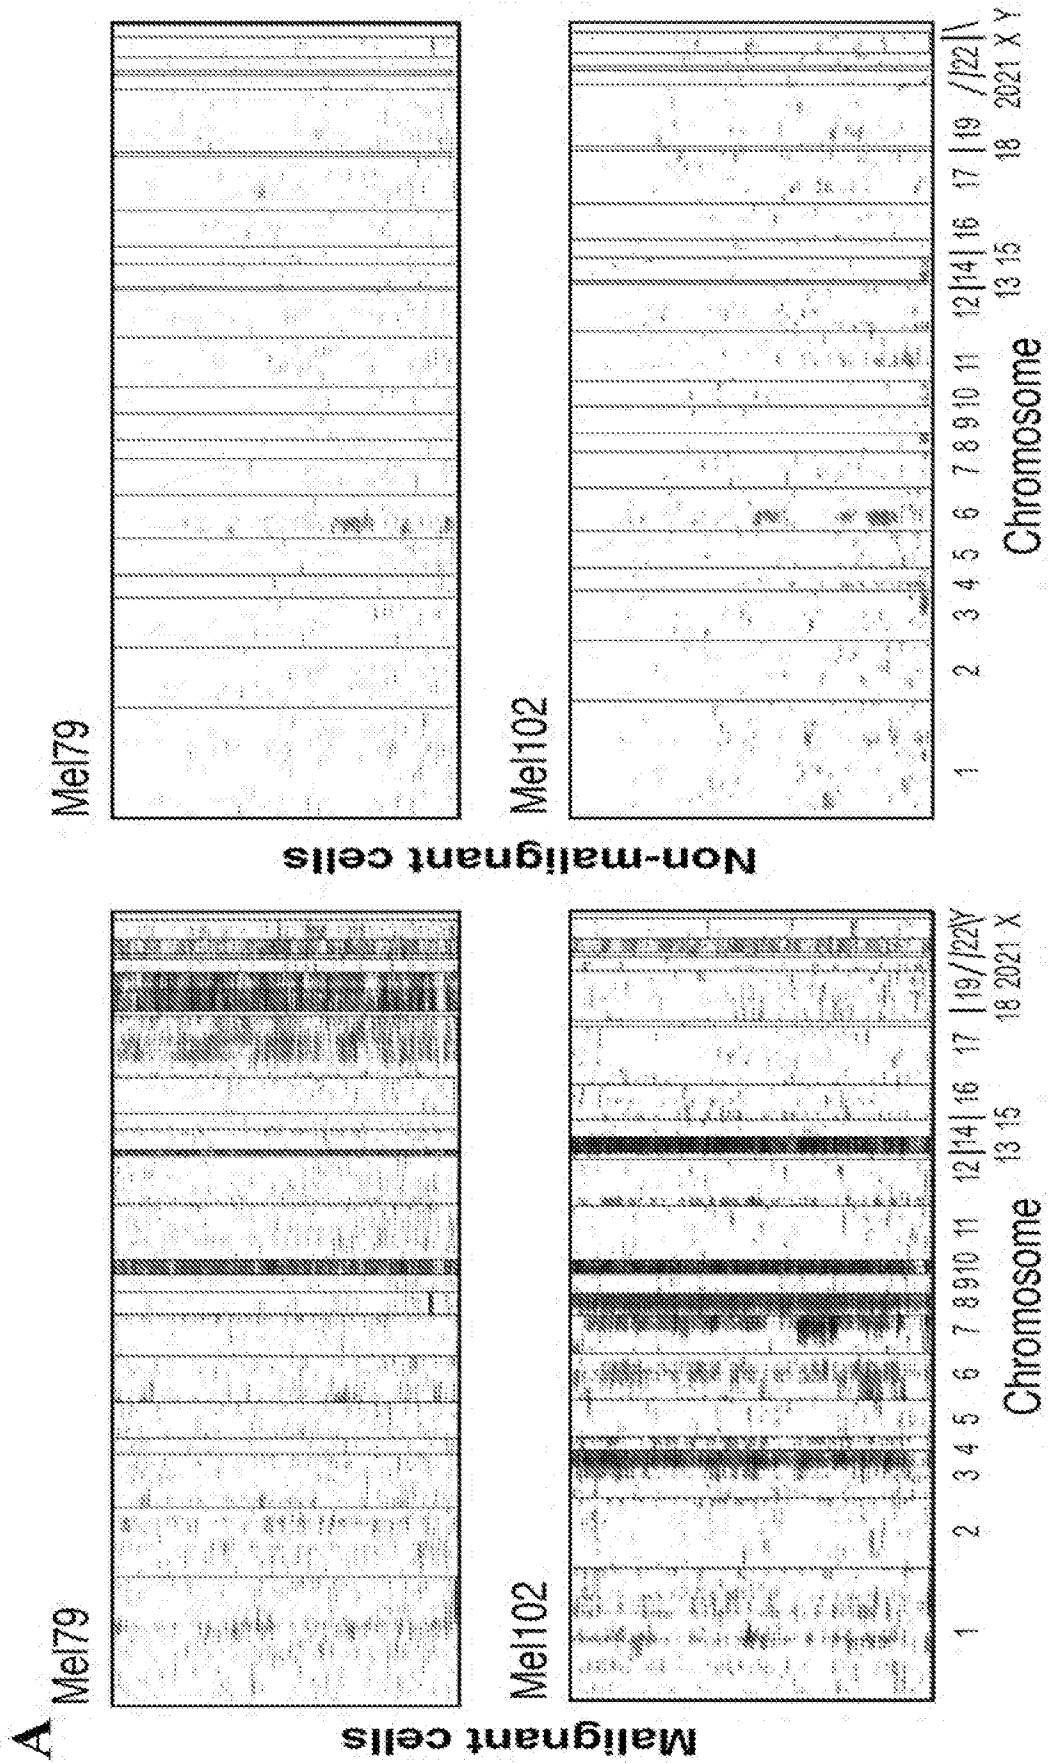 A
Malignant cells
Mel79
Mel102
1 2 3 4 5 6 7 8 9 10 11 12 14 16 17 19 22 Y
13 15 18 20 21 X
Chromosome
Non-malignant cells
Mel79
Mel102
1 2 3 4 5 6 7 8 9 10 11 12 14 16 17 19 22
13 15 18 20 21 X Y
Chromosome